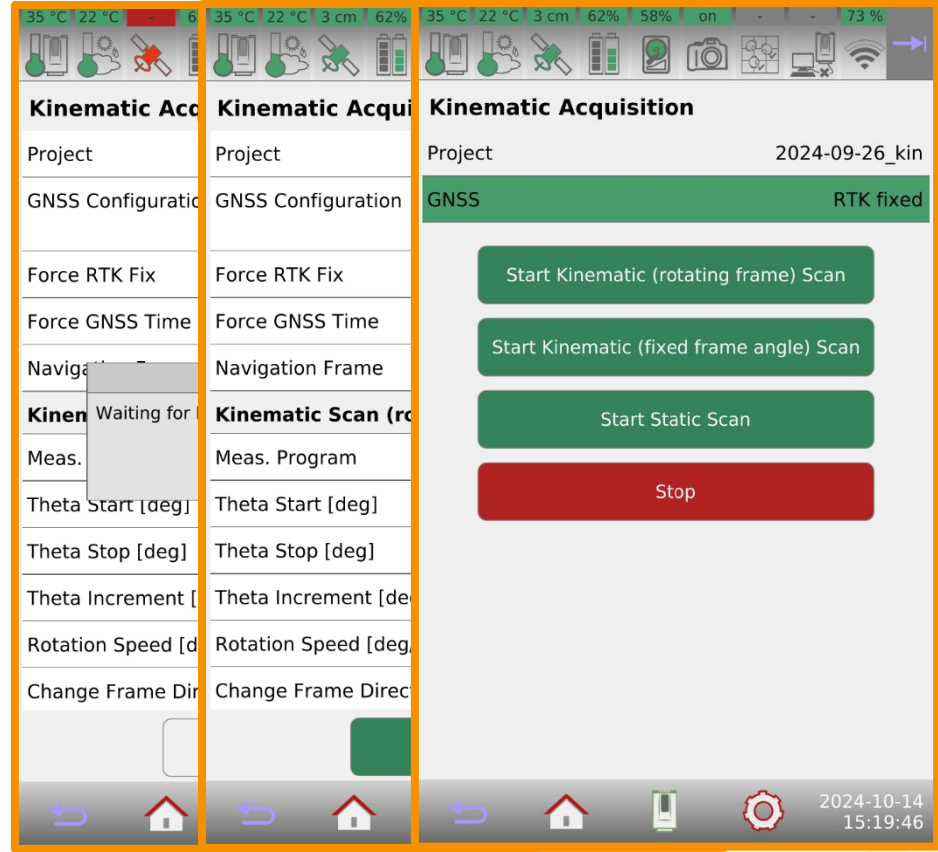 35 °C 22 °C - 6
Kinematic Acq
Project
GNSS Configuratio
Force RTK Fix
Force GNSS Time
Naviga
Waiting for
Kinem
Meas.
Theta Start [deg]
Theta Stop [deg]
Theta Increment [
Rotation Speed [d
Change Frame Dir
35 °C 22 °C 3 cm 62%
Kinematic Acqui
Project
GNSS Configuration
Force RTK Fix
Force GNSS Time
Navigation Frame
Kinematic Scan (ro
Meas. Program
Theta Start [deg]
Theta Stop [deg]
Theta Increment [de
Rotation Speed [deg/
Change Frame Direc
35 °C 22 °C 3 cm 62% 58% on - - 73 %
Kinematic Acquisition
Project 2024-09-26_kin
GNSS RTK fixed
Start Kinematic (rotating frame) Scan
Start Kinematic (fixed frame angle) Scan
Start Static Scan
Stop
2024-10-14
15:19:46